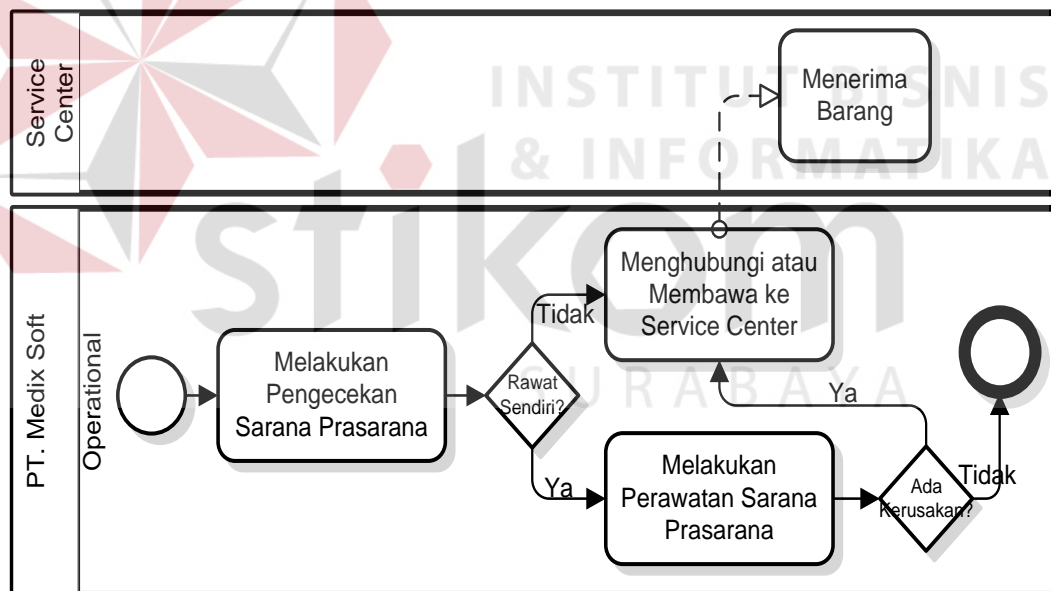 Service
Center
Menerima
Barang
INSTITUT BISNIS
& INFORMATIKA
stikom
SURABAYA
PT. Medix Soft
Operational
Melakukan
Pengecekan
Sarana Prasarana
Rawat
Sendiri?
Tidak
Menghubungi atau
Membawa ke
Service Center
Ya
Melakukan
Perawatan Sarana
Prasarana
Ya
Ada
Kerusakan?
Tidak